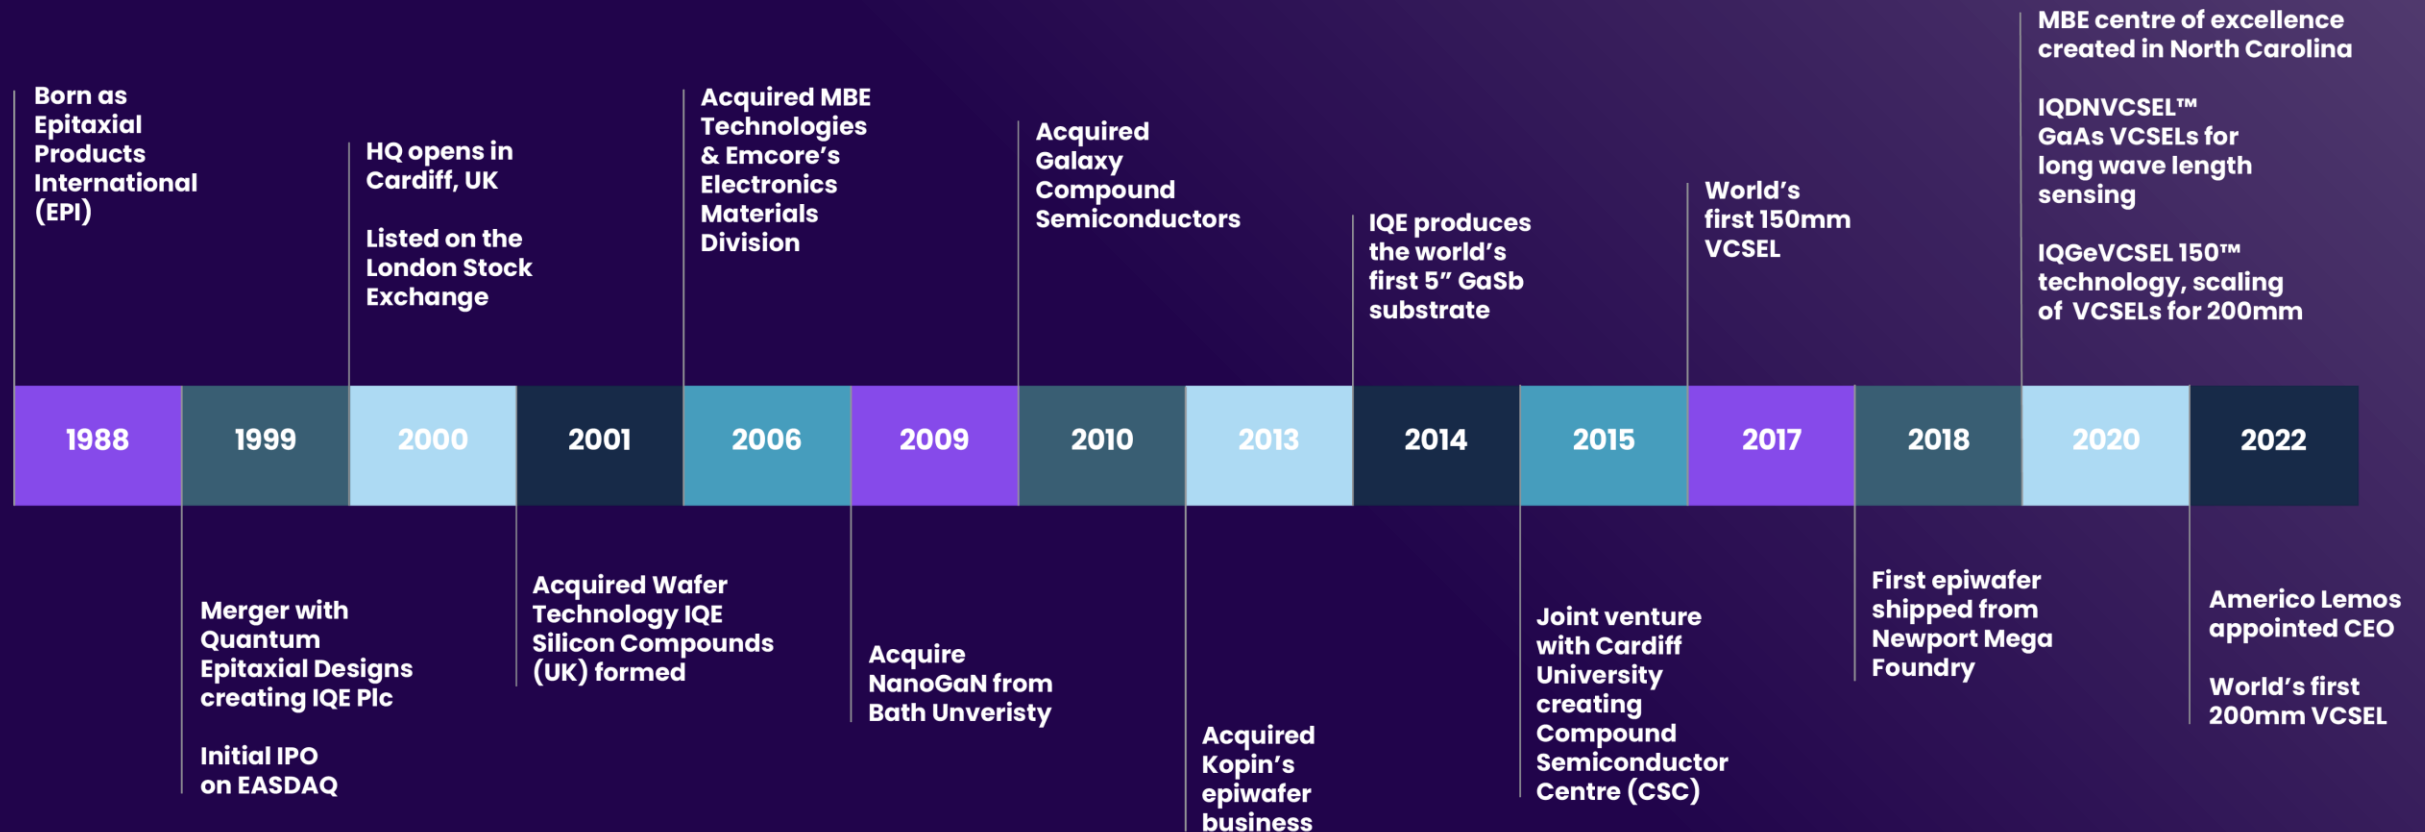 MBE centre of excellence
created in North Carolina
IQDNVCSEL™
GaAs VCSELs for
long wave length
sensing
IQGeVCSEL 150™
technology, scaling
of VCSELs for 200mm
Born as
Epitaxial
Products
International
(EPI)
HQ opens in
Cardiff, UK
Listed on the
London Stock
Exchange
Acquired MBE
Technologies
& Emcore’s
Electronics
Materials
Division
Acquired
Galaxy
Compound
Semiconductors
IQE produces
the world’s
first 5” GaSb
substrate
World’s
first 150mm
VCSEL
1988
1999
2000
2001
2006
2009
2010
2013
2014
2015
2017
2018
2020
2022
Merger with
Quantum
Epitaxial Designs
creating IQE Plc
Initial IPO
on EASDAQ
Acquired Wafer
Technology IQE
Silicon Compounds
(UK) formed
Acquire
NanoGaN from
Bath Unveristy
Acquired
Kopin’s
epiwafer
business
Joint venture
with Cardiff
University
creating
Compound
Semiconductor
Centre (CSC)
First epiwafer
shipped from
Newport Mega
Foundry
Americo Lemos
appointed CEO
World’s first
200mm VCSEL